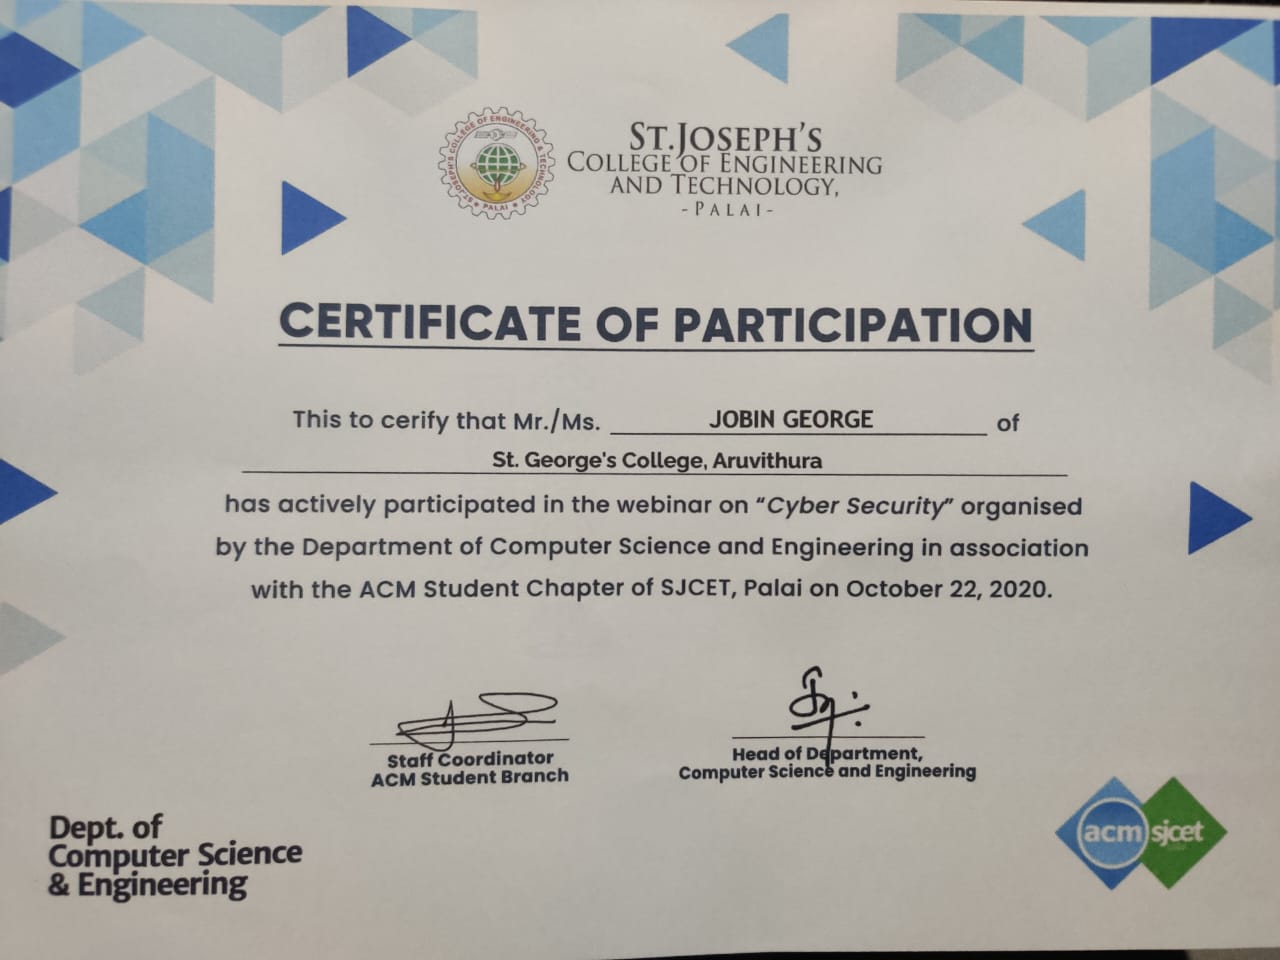 ST.JOSEPH'S COLLEGE OF ENGINEERING & TECHNOLOGY
PALAI
ST.JOSEPH'S
COLLEGE OF ENGINEERING
AND TECHNOLOGY,
-PALAI-
CERTIFICATE OF PARTICIPATION
This to cerify that Mr./Ms. JOBIN GEORGE of
St. George's College, Aruvithura
has actively participated in the webinar on “Cyber Security” organised
by the Department of Computer Science and Engineering in association
with the ACM Student Chapter of SJCET, Palai on October 22, 2020.
Staff Coordinator
ACM Student Branch
Head of Department,
Computer Science and Engineering
Dept. of
Computer Science
& Engineering
acm sjcet